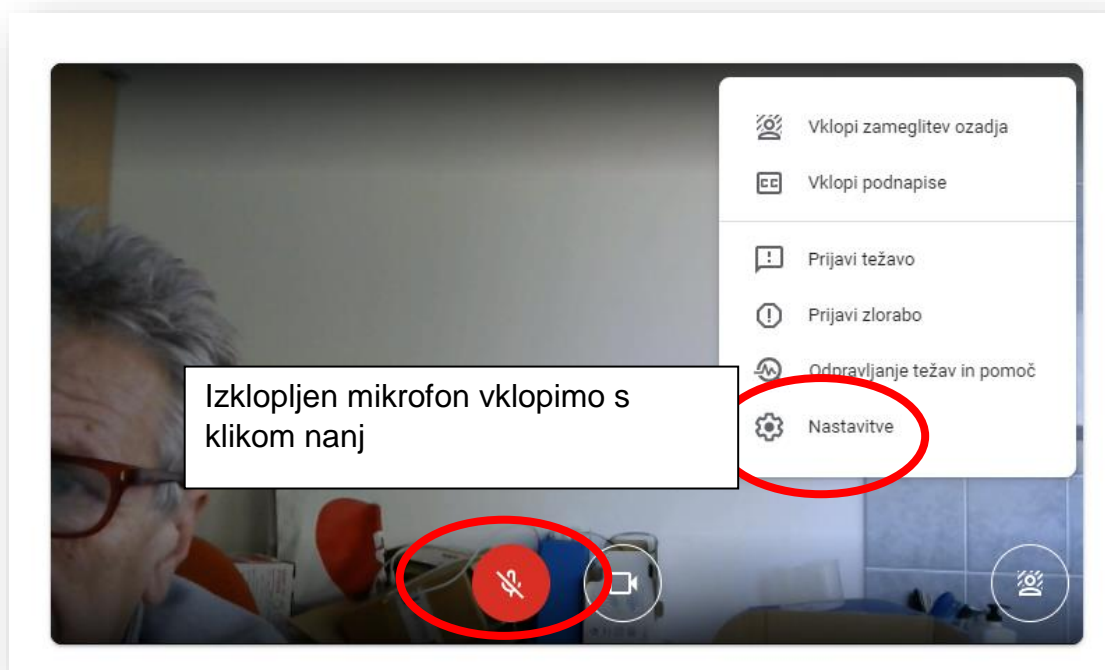 Vklopi zameglitev ozadja
Vklopi podnapise
Prijavi težavo
Prijavi zlorabo
Odpravljanje težav in pomoč
Nastavitve
Izklopljen mikrofon vklopimo s
klikom nanj